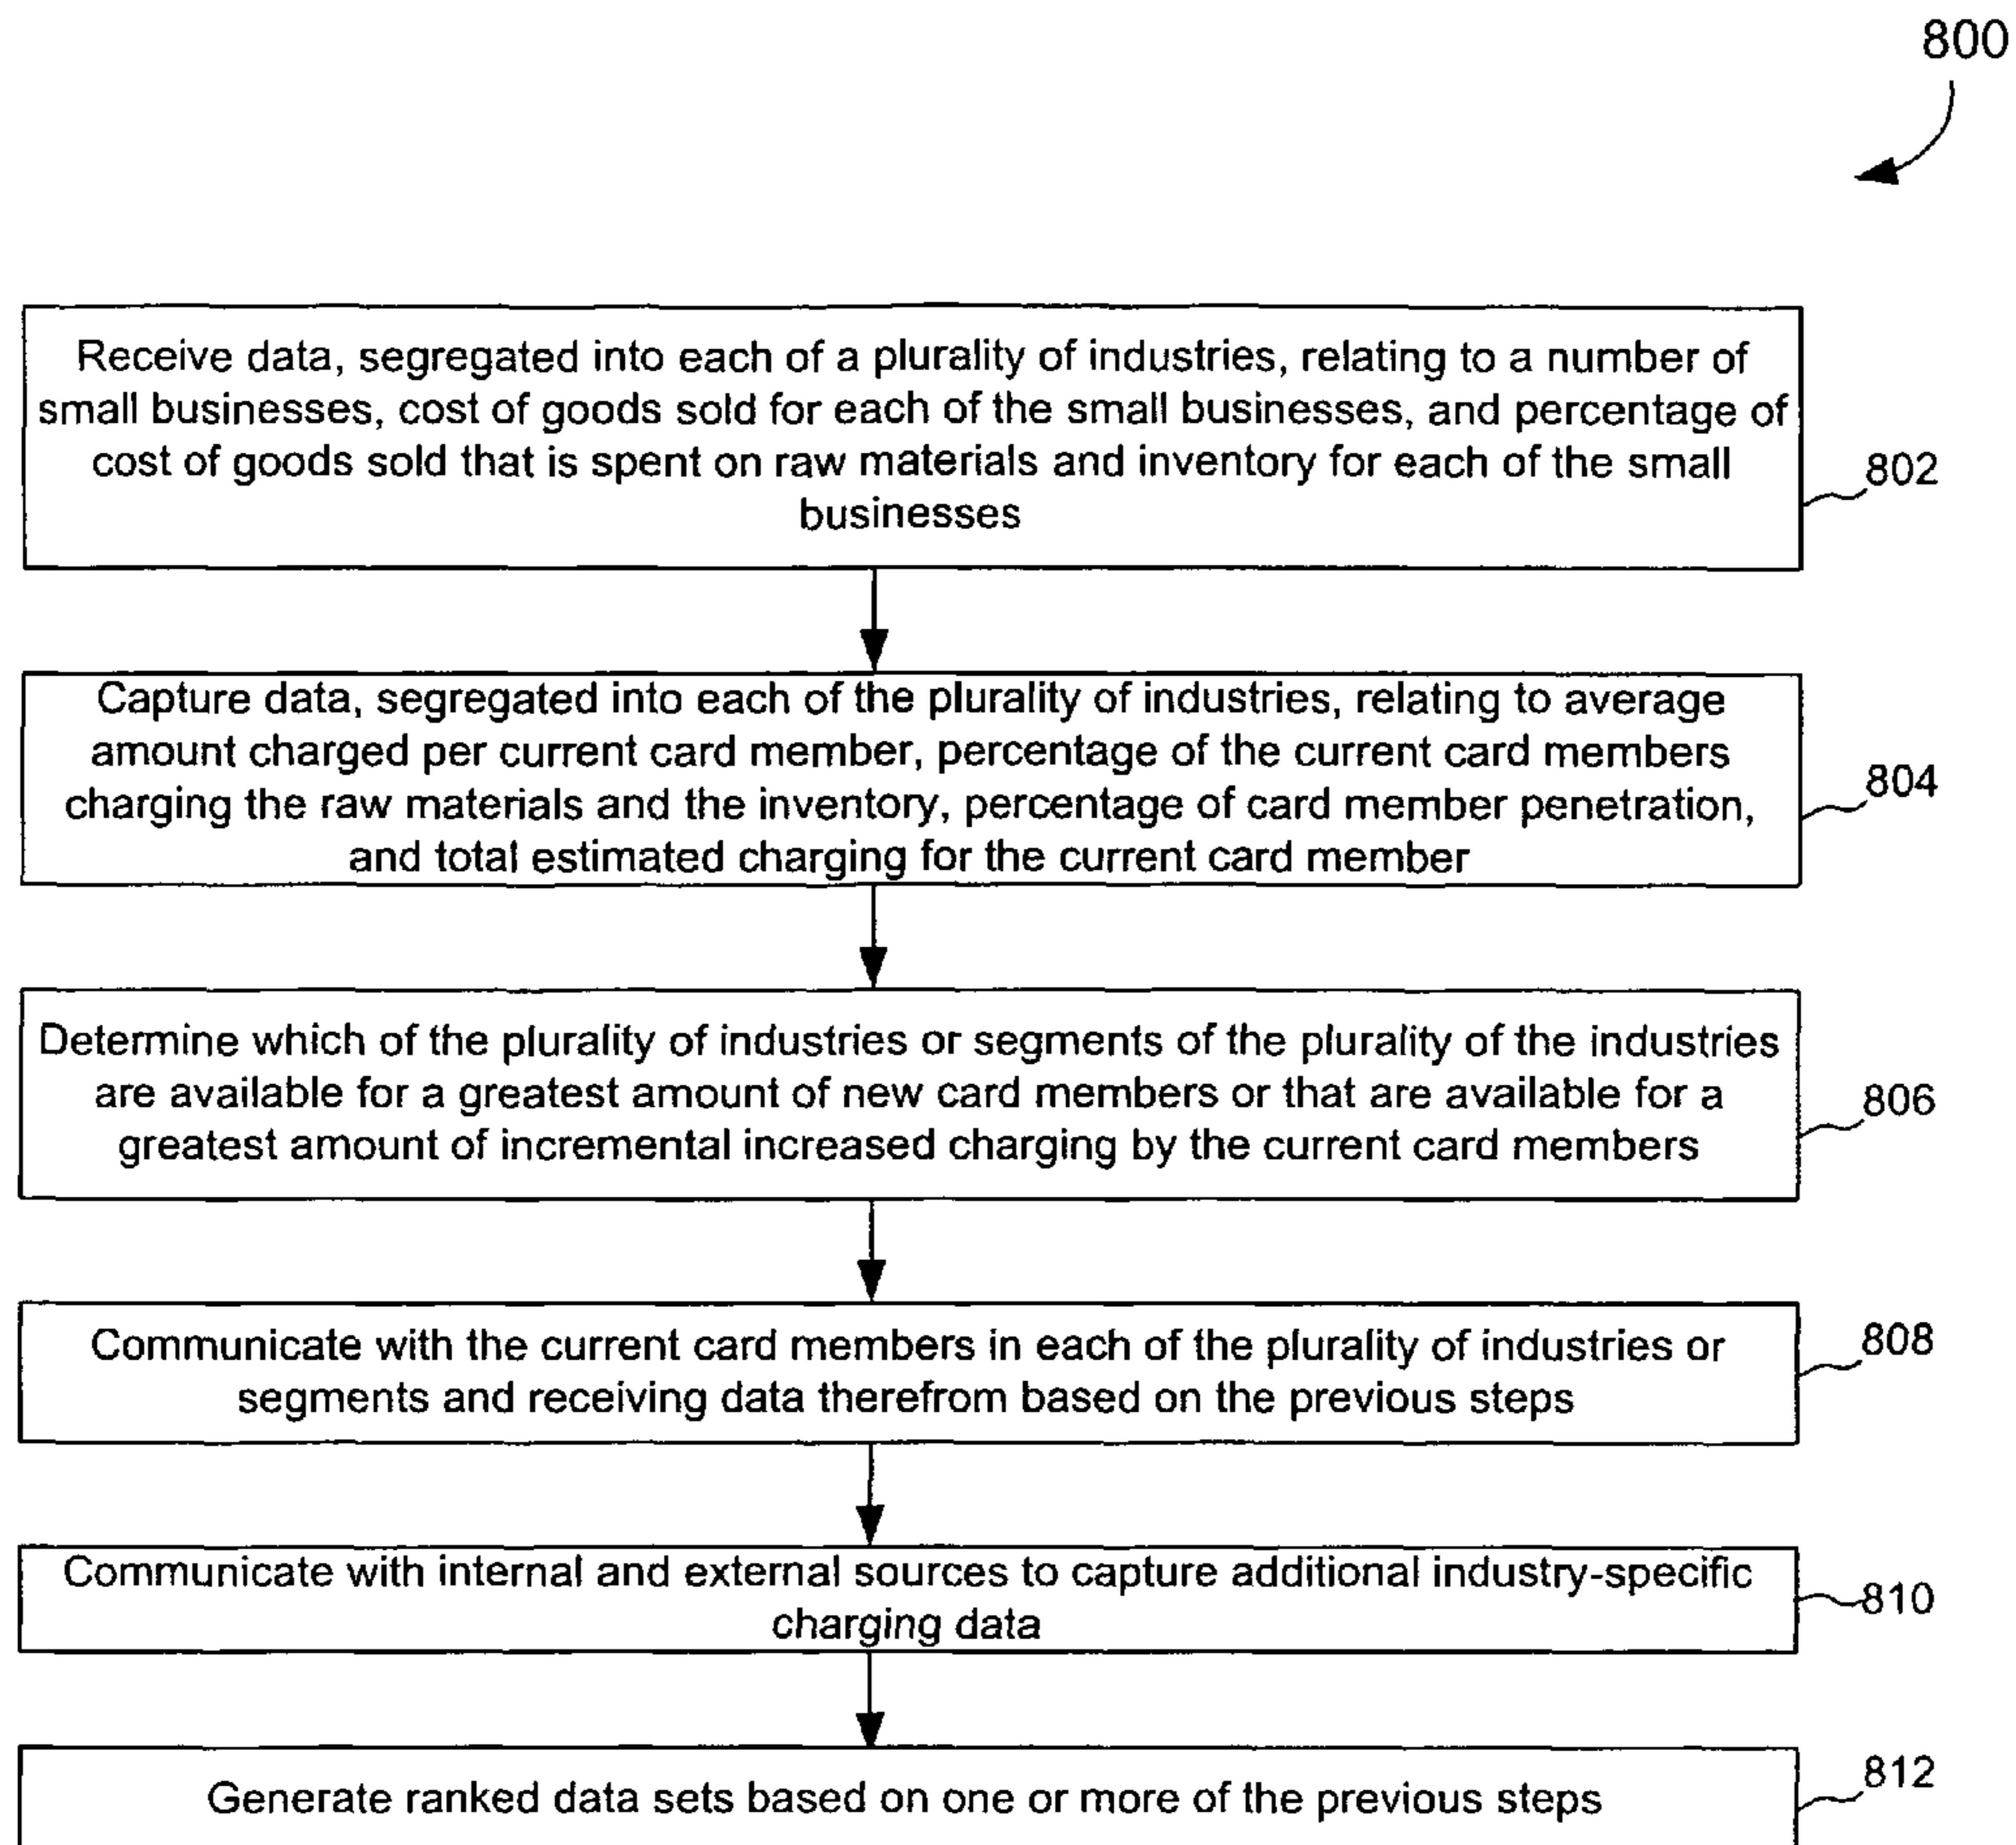 800
Receive data, segregated into each of a plurality of industries, relating to a number of
small businesses, cost of goods sold for each of the small businesses, and percentage of
cost of goods sold that is spent on raw materials and inventory for each of the small
businesses
802
Capture data, segregated into each of the plurality of industries, relating to average
amount charged per current card member, percentage of the current card members
charging the raw materials and the inventory, percentage of card member penetration,
and total estimated charging for the current card member
804
Determine which of the plurality of industries or segments of the plurality of the industries
are available for a greatest amount of new card members or that are available for a
greatest amount of incremental increased charging by the current card members
806
Communicate with the current card members in each of the plurality of industries or
segments and receiving data therefrom based on the previous steps
808
Communicate with internal and external sources to capture additional industry-specific
charging data
810
Generate ranked data sets based on one or more of the previous steps
812